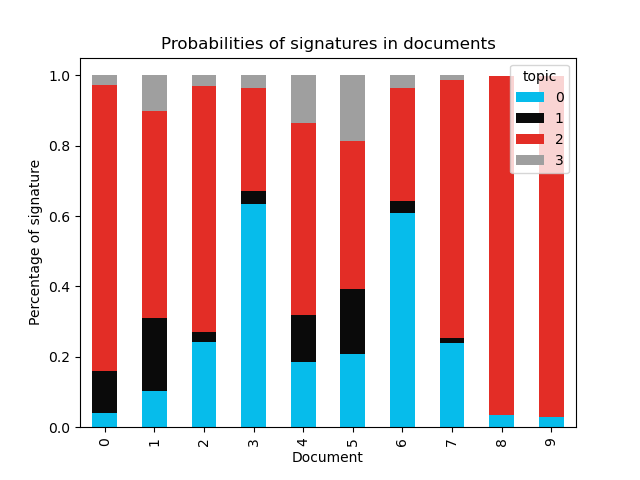 Probabilities of signatures in documents
topic
0
1
2
3
1.0
0.8
0.6
0.4
0.2
0.0
Percentage of signature
0 1 2 3 4 5 6 7 8 9
Document